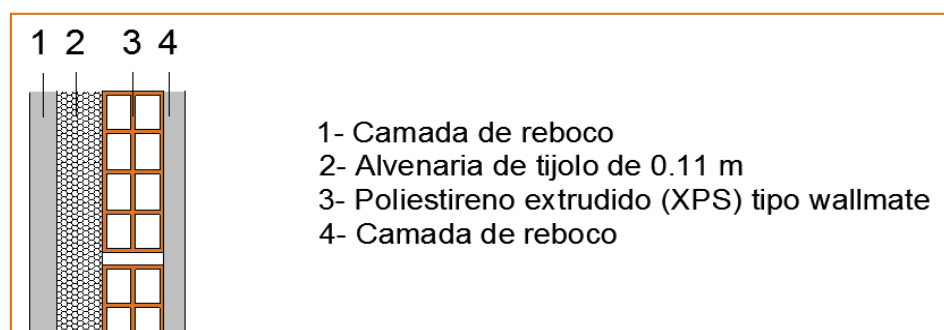 1 2 3 4
1- Camada de reboco
2- Alvenaria de tijolo de 0.11 m
3- Poliestireno extrudido (XPS) tipo wallmate
4- Camada de reboco